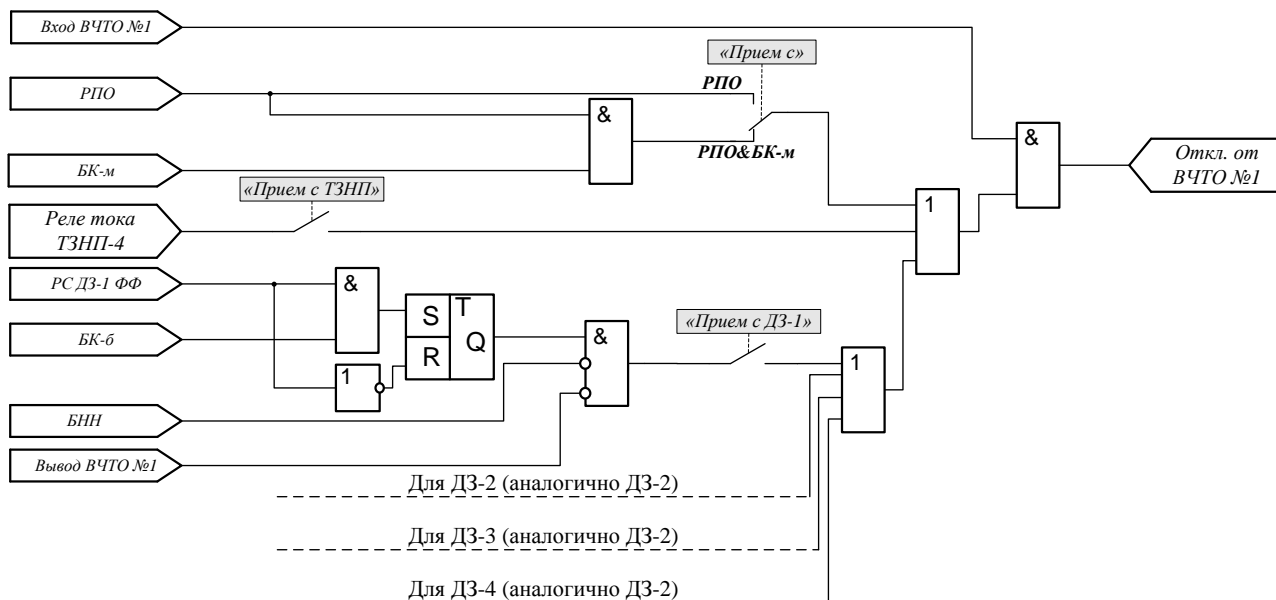 Вход ВЧТО №1
«Прием с»
РПО
РПО
&
&
РПО&БК-м
Откл. от
ВЧТО №1
БК-м
«Прием с ТЗНП»
1
Реле тока
ТЗНП-4
РС ДЗ-1 ФФ
&
S
T
«Прием с ДЗ-1»
БК-б
&
Q
R
1
1
БНН
Вывод ВЧТО №1
Для ДЗ-2 (аналогично ДЗ-2)
Для ДЗ-3 (аналогично ДЗ-2)
Для ДЗ-4 (аналогично ДЗ-2)